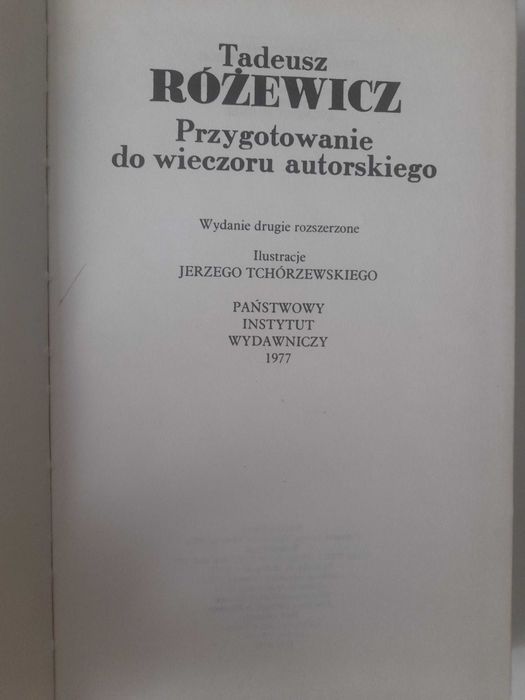 Tadeusz
RÓŻEWICZ
Przygotowanie
do wieczoru autorskiego
Wydanie drugie rozszerzone
Ilustracje
JERZEGO TCHÓRZEWSKIEGO
PAŃSTWOWY
INSTYTUT
WYDAWNICZY
1977